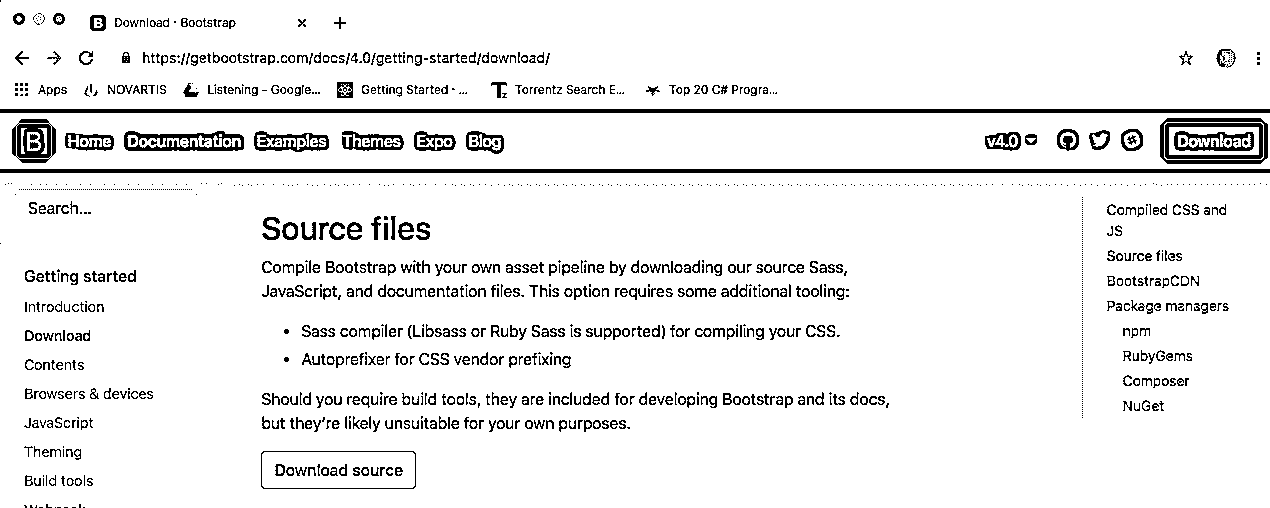 Download · Bootstrap
https://getbootstrap.com/docs/4.0/getting-started/download/
Apps NOVARTIS Listening – Google... Getting Started · ... Torrentz Search E... Top 20 C# Progra...
B Home Documentation Examples Themes Expo Blog v4.0 Download
Search...
Getting started
Introduction
Download
Contents
Browsers & devices
JavaScript
Theming
Build tools
Webpack
Source files
Compile Bootstrap with your own asset pipeline by downloading our source Sass,
JavaScript, and documentation files. This option requires some additional tooling:
• Sass compiler (Libsass or Ruby Sass is supported) for compiling your CSS.
• Autoprefixer for CSS vendor prefixing
Should you require build tools, they are included for developing Bootstrap and its docs,
but they're likely unsuitable for your own purposes.
Download source
Compiled CSS and
JS
Source files
BootstrapCDN
Package managers
npm
RubyGems
Composer
NuGet